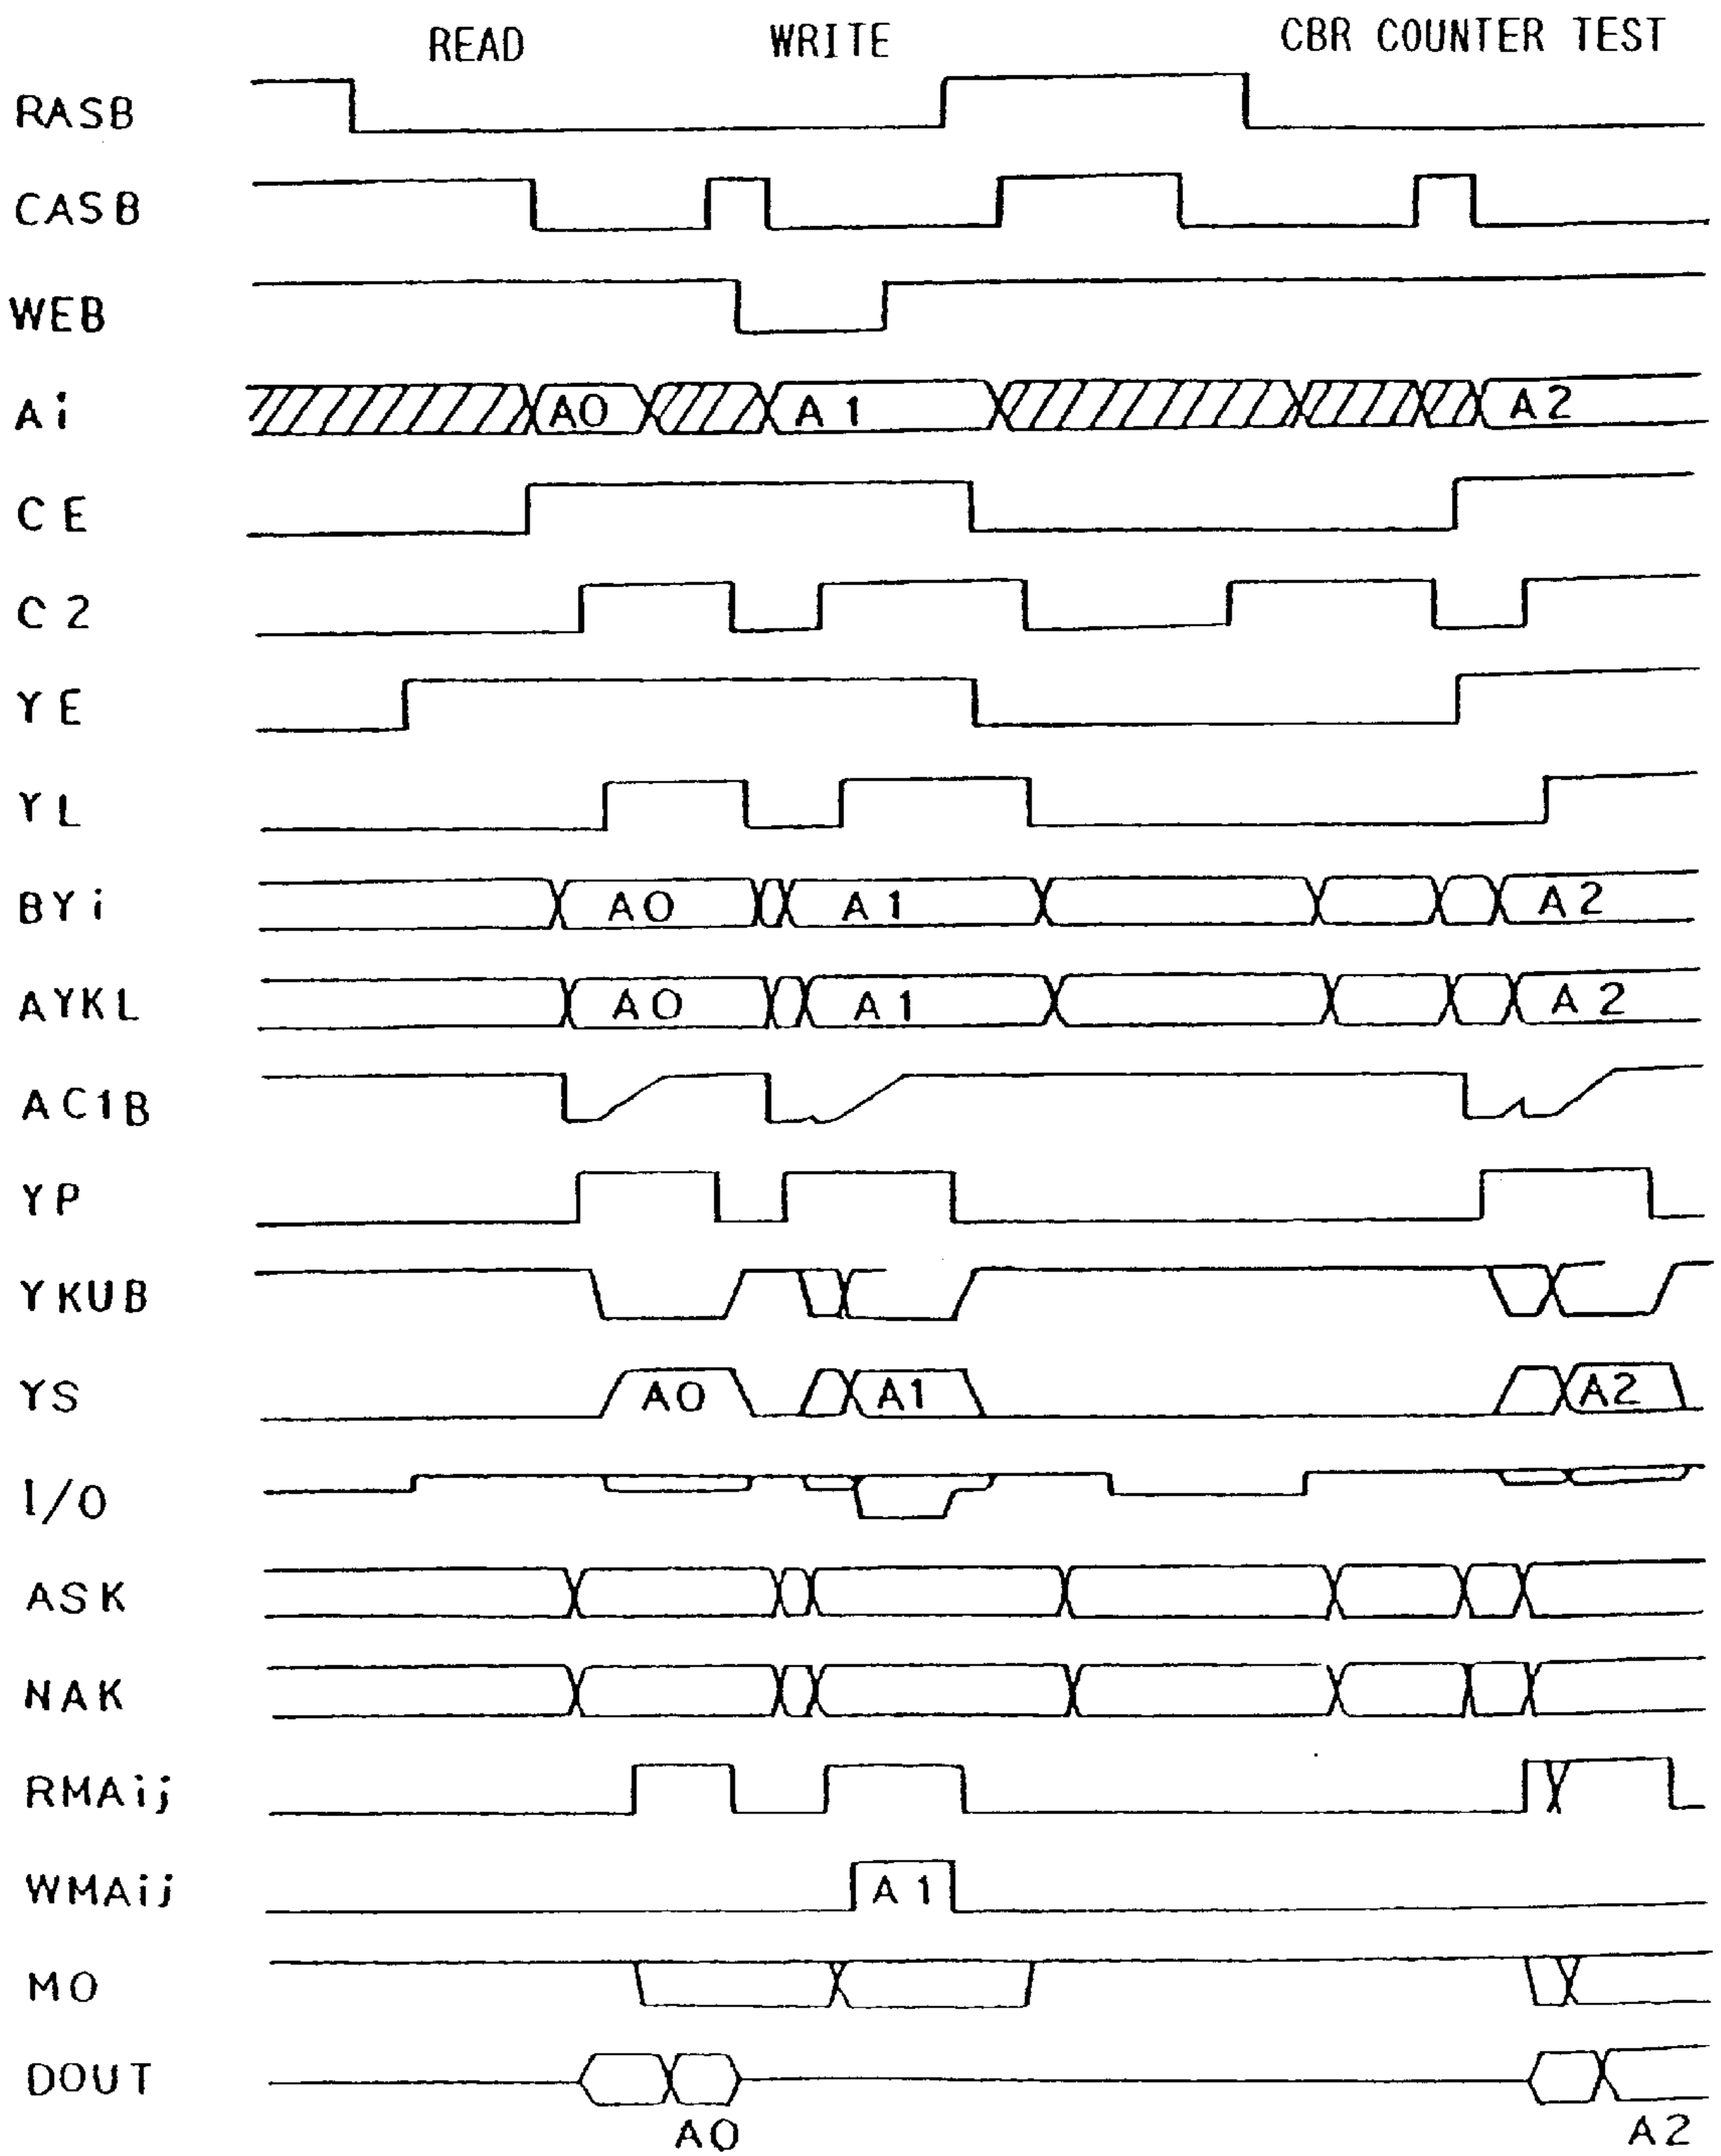 READ WRITE CBR COUNTER TEST
RASB
CASB
WEB
Ai A0 A1 A2
CE
C2
YE
YL
BYi A0 A1 A2
AYKL A0 A1 A2
AC1B
YP
YKUB
YS A0 A1 A2
I/O
ASK
NAK
RMAij
WMAij A1
MO
DOUT
A0 A2